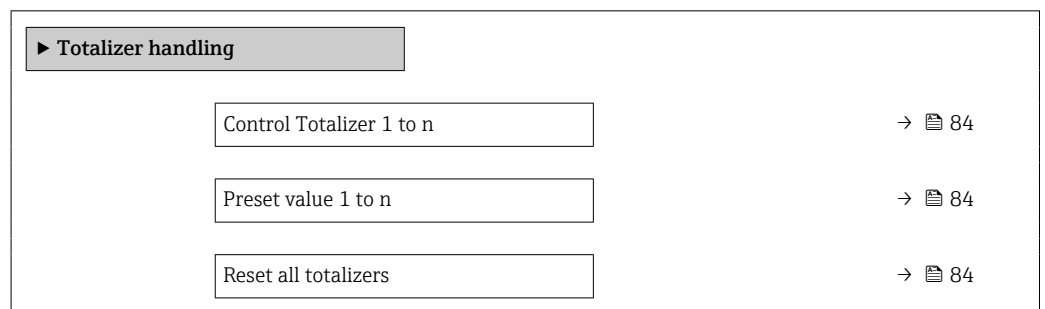 ▶ Totalizer handling
Control Totalizer 1 to n → 84
Preset value 1 to n → 84
Reset all totalizers → 84